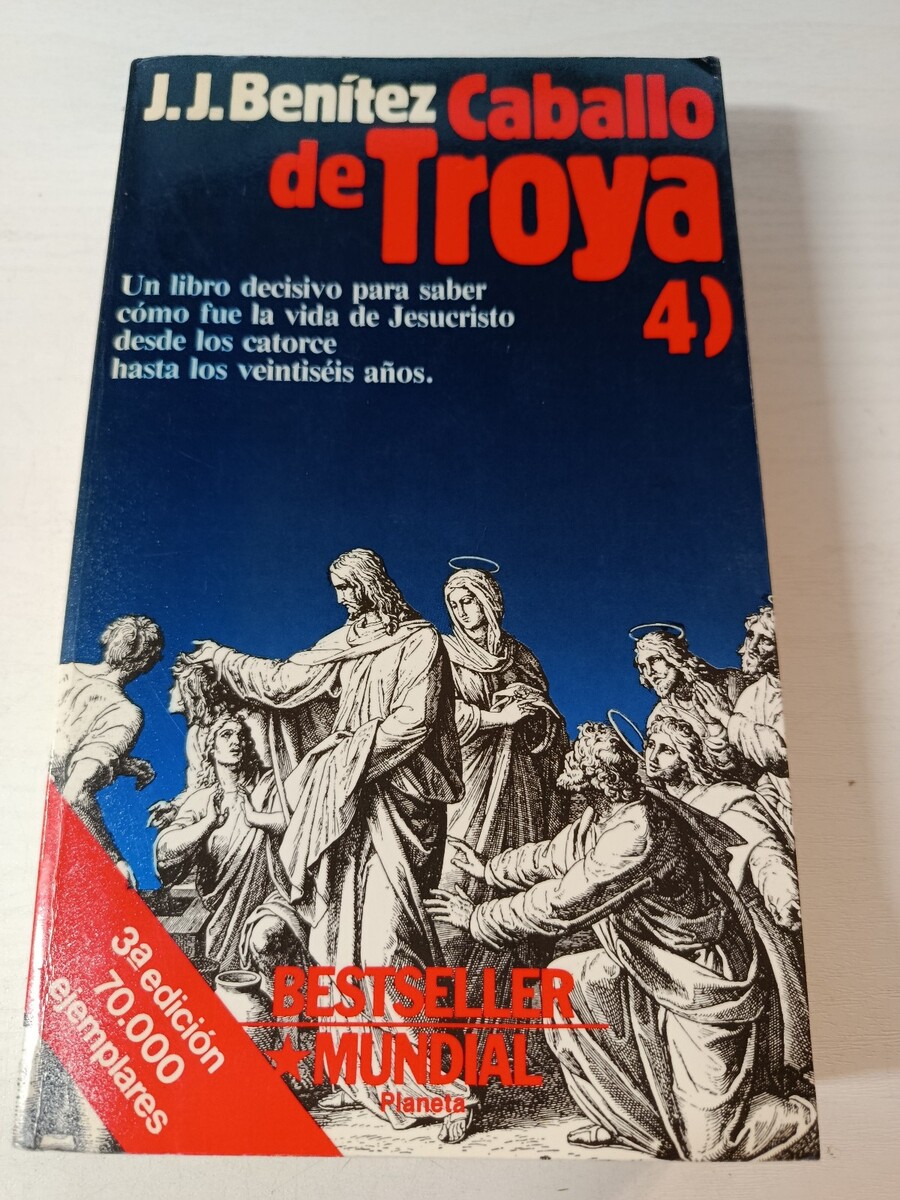 J.J.Benítez Caballo
de Troya
4)
Un libro decisivo para saber
cómo fue la vida de Jesucristo
desde los catorce
hasta los veintiséis años.
3ª edición
70.000
ejemplares
BESTSELLER
★MUNDIAL
Planeta